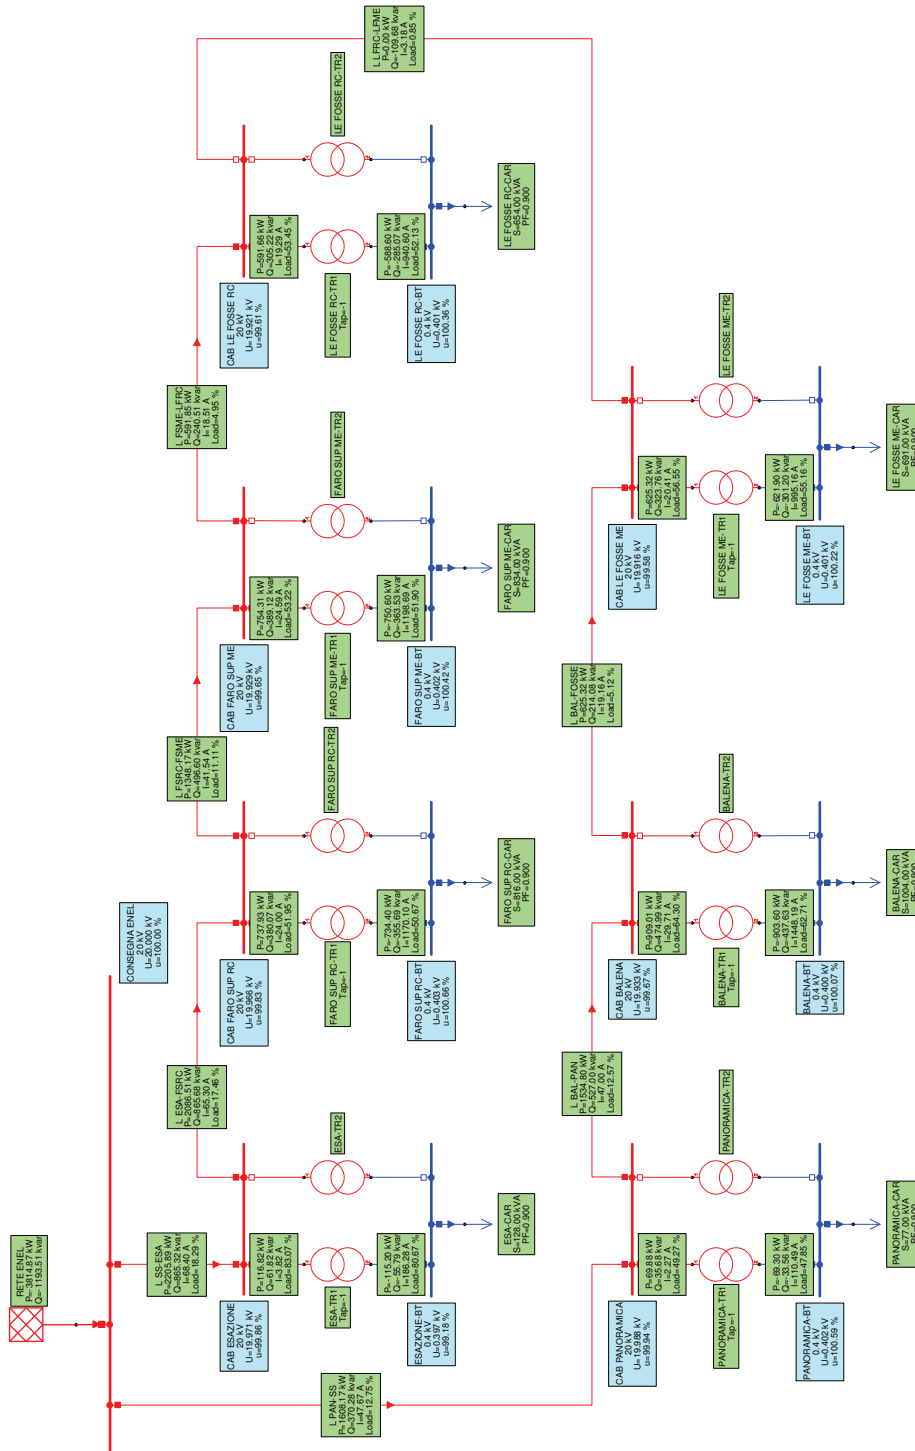 RETE ENEL
P=-3814.87 kW
Q=-1193.51 kvar
CONSEGNA ENEL
20 kV
U=20.000 kV
u=100.00 %
L SS-ESA
P=2205.89 kW
Q=865.32 kvar
I=68.40 A
Load=18.29 %
L ESA-FSRC
P=2086.51 kW
Q=865.68 kvar
I=65.30 A
Load=17.46 %
L FSRC-FSME
P=1348.17 kW
Q=496.60 kvar
I=41.54 A
Load=11.11 %
L FSME-LFRC
P=591.85 kW
Q=240.51 kvar
I=18.51 A
Load=4.95 %
CAB ESAZIONE
20 kV
U=19.971 kV
u=99.86 %
P=116.82 kW
Q=61.82 kvar
I=3.82 A
Load=83.07 %
CAB FARO SUP RC
20 kV
U=19.966 kV
u=99.83 %
P=737.93 kW
Q=380.07 kvar
I=24.00 A
Load=51.95 %
CAB FARO SUP ME
20 kV
U=19.929 kV
u=99.65 %
P=754.31 kW
Q=389.12 kvar
I=24.59 A
Load=53.22 %
CAB LE FOSSE RC
20 kV
U=19.921 kV
u=99.61 %
P=591.66 kW
Q=305.22 kvar
I=19.29 A
Load=53.45 %
ESA-TR1
Tap=-1
ESA-TR2
FARO SUP RC-TR1
Tap=-1
FARO SUP RC-TR2
FARO SUP ME-TR1
Tap=-1
FARO SUP ME-TR2
LE FOSSE RC-TR1
Tap=-1
LE FOSSE RC-TR2
L LFRC-LFME
P=0.00 kW
Q=-109.68 kvar
I=3.18 A
Load=0.85 %
L PAN-SS
P=1608.17 kW
Q=370.28 kvar
I=47.67 A
Load=12.75 %
ESAZIONE-BT
0.4 kV
U=0.397 kV
u=99.18 %
P=-115.20 kW
Q=-55.79 kvar
I=186.28 A
Load=80.67 %
FARO SUP RC-BT
0.4 kV
U=0.403 kV
u=100.66 %
P=-734.40 kW
Q=-355.69 kvar
I=1170.10 A
Load=50.67 %
FARO SUP ME-BT
0.4 kV
U=0.402 kV
u=100.42 %
P=-750.60 kW
Q=-363.53 kvar
I=1198.69 A
Load=51.90 %
LE FOSSE RC-BT
0.4 kV
U=0.401 kV
u=100.36 %
P=-588.60 kW
Q=-285.07 kvar
I=940.60 A
Load=52.13 %
ESA-CAR
S=128.00 kVA
PF=0.900
FARO SUP RC-CAR
S=816.00 kVA
PF=0.900
FARO SUP ME-CAR
S=834.00 kVA
PF=0.900
LE FOSSE RC-CAR
S=654.00 kVA
PF=0.900
L BAL-PAN
P=1534.80 kW
Q=527.00 kvar
I=47.00 A
Load=12.57 %
L BAL-FOSSE
P=625.32 kW
Q=214.08 kvar
I=19.16 A
Load=5.12 %
CAB PANORAMICA
20 kV
U=19.988 kV
u=99.94 %
P=69.88 kW
Q=35.68 kvar
I=2.27 A
Load=49.27 %
CAB BALENA
20 kV
U=19.933 kV
u=99.67 %
P=909.01 kW
Q=474.99 kvar
I=29.71 A
Load=64.30 %
CAB LE FOSSE ME
20 kV
U=19.916 kV
u=99.58 %
P=625.32 kW
Q=323.76 kvar
I=20.41 A
Load=56.55 %
PANORAMICA-TR1
Tap=-1
PANORAMICA-TR2
BALENA-TR1
Tap=-1
BALENA-TR2
LE FOSSE ME-TR1
Tap=-1
LE FOSSE ME-TR2
PANORAMICA-BT
0.4 kV
U=0.402 kV
u=100.59 %
P=-69.30 kW
Q=-33.56 kvar
I=110.49 A
Load=47.85 %
BALENA-BT
0.4 kV
U=0.400 kV
u=100.07 %
P=-903.60 kW
Q=-437.63 kvar
I=1448.19 A
Load=62.71 %
LE FOSSE ME-BT
0.4 kV
U=0.401 kV
u=100.22 %
P=-621.90 kW
Q=-301.20 kvar
I=995.16 A
Load=55.16 %
PANORAMICA-CAR
S=77.00 kVA
PF=0.900
BALENA-CAR
S=1004.00 kVA
PF=0.900
LE FOSSE ME-CAR
S=691.00 kVA
PF=0.900